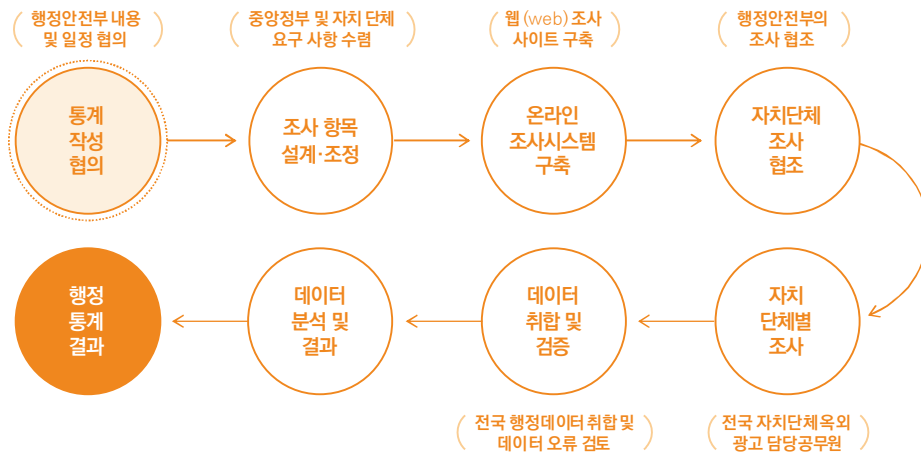 행정안전부 내용
및 일정 협의
중앙정부 및 자치 단체
요구 사항 수렴
웹 (web) 조사
사이트 구축
행정안전부의
조사 협조
통계
작성
협의
조사 항목
설계·조정
온라인
조사시스템
구축
자치단체
조사
협조
행정
통계
결과
데이터
분석 및
결과
데이터
취합 및
검증
자치
단체별
조사
전국 행정데이터 취합 및
데이터 오류 검토
전국 자치단체 옥외
광고 담당공무원